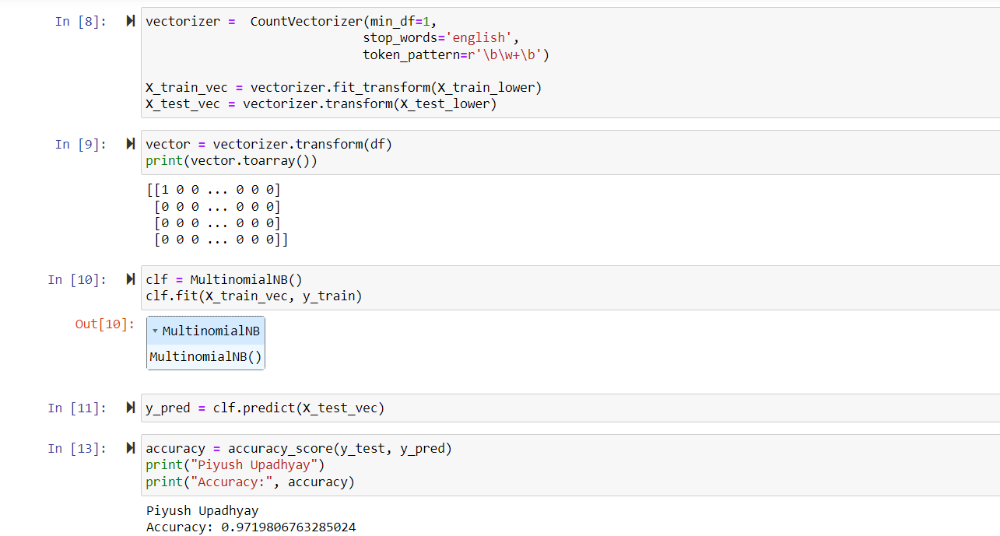 In [8]: vectorizer =  CountVectorizer(min_df=1,
                             stop_words='english',
                             token_pattern=r'\b\w+\b')

X_train_vec = vectorizer.fit_transform(X_train_lower)
X_test_vec = vectorizer.transform(X_test_lower)
In [9]: vector = vectorizer.transform(df)
print(vector.toarray())
[[1 0 0 ... 0 0 0]
 [0 0 0 ... 0 0 0]
 [0 0 0 ... 0 0 0]
 [0 0 0 ... 0 0 0]]
In [10]: clf = MultinomialNB()
clf.fit(X_train_vec, y_train)
Out[10]: ▾ MultinomialNB
MultinomialNB()
In [11]: y_pred = clf.predict(X_test_vec)
In [13]: accuracy = accuracy_score(y_test, y_pred)
print("Piyush Upadhyay")
print("Accuracy:", accuracy)
Piyush Upadhyay
Accuracy: 0.9719806763285024